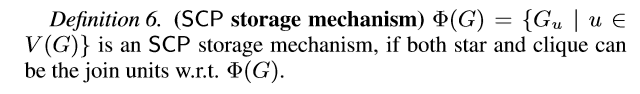 Definition 6. (SCP storage mechanism) Φ(G) = {G_u | u ∈
V(G)} is an SCP storage mechanism, if both star and clique can
be the join units w.r.t. Φ(G).